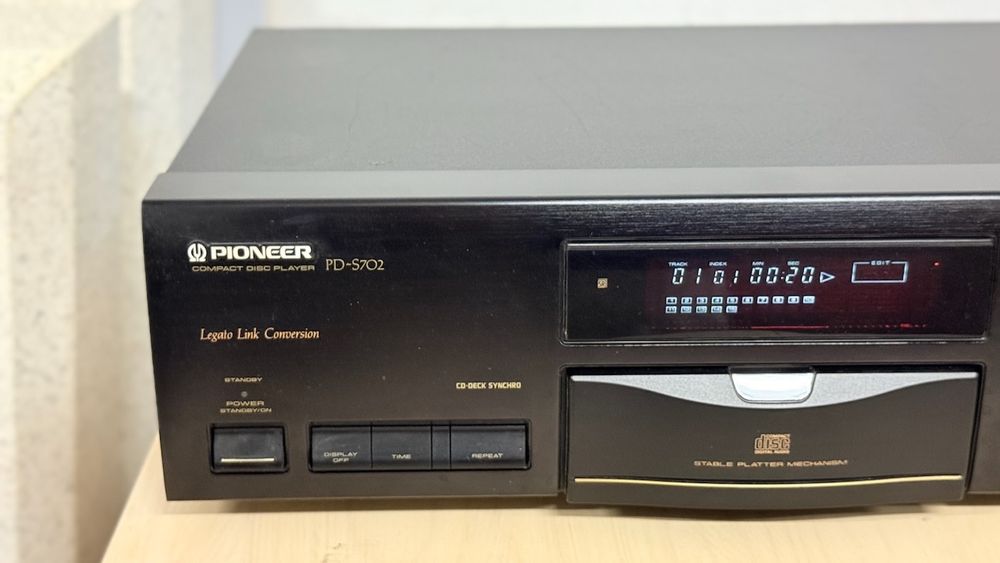 PIONEER
COMPACT DISC PLAYER PD-S702
Legato Link Conversion
STANDBY
POWER
STANDBY/ON
CD-DECK SYNCHRO
DISPLAY
OFF
TIME
REPEAT
TRACK INDEX MIN SEC EDIT
01 01 00:20
COMPACT
disc
DIGITAL AUDIO
STABLE PLATTER MECHANISM